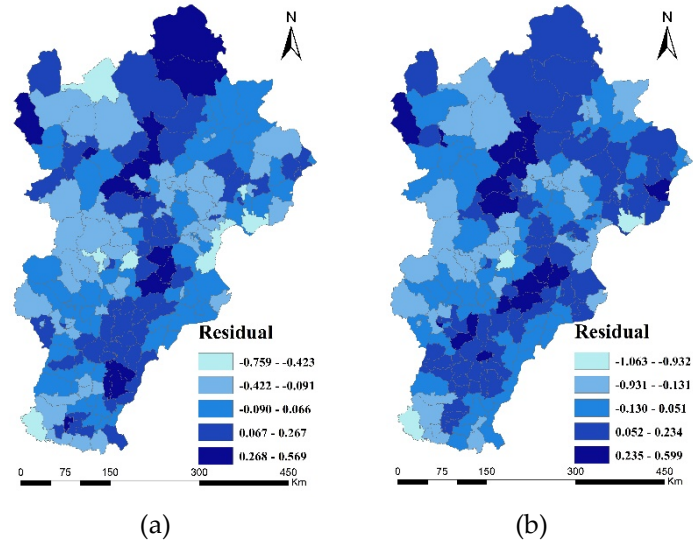 N
Residual
-0.759 - -0.423
-0.422 - -0.091
-0.090 - 0.066
0.067 - 0.267
0.268 - 0.569
0 75 150 300 450
Km
(a)
N
Residual
-1.063 - -0.932
-0.931 - -0.131
-0.130 - 0.051
0.052 - 0.234
0.235 - 0.599
0 75 150 300 450
Km
(b)